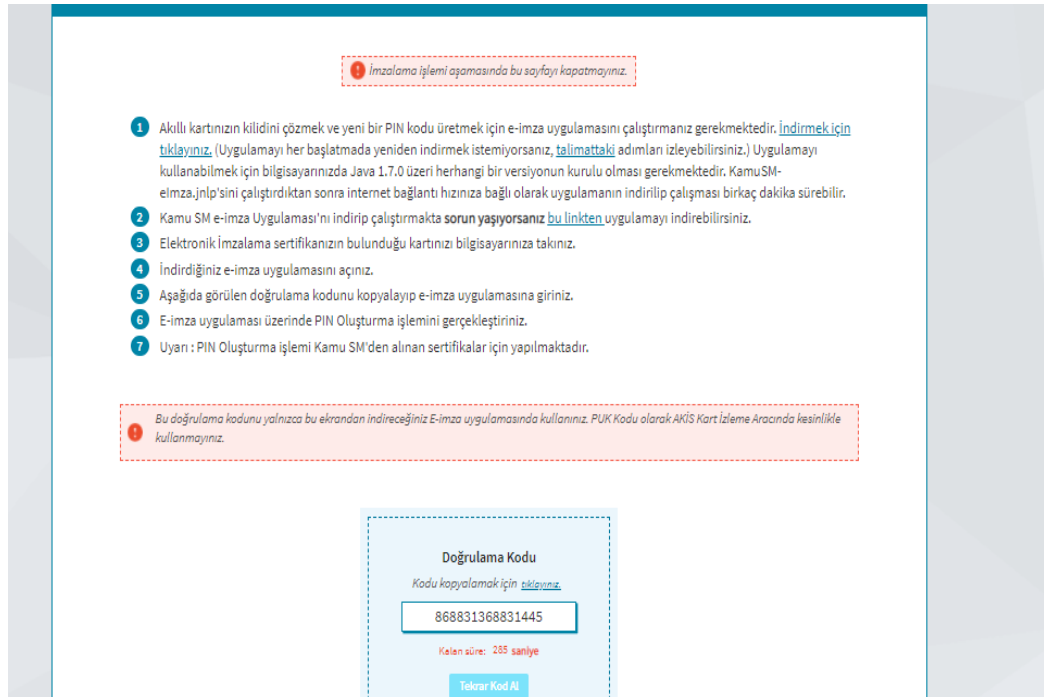 İmzalama işlemi aşamasında bu sayfayı kapatmayınız.
1 Akıllı kartınızın kilidini çözmek ve yeni bir PIN kodu üretmek için e-imza uygulamasını çalıştırmanız gerekmektedir. İndirmek için
tıklayınız. (Uygulamayı her başlatmada yeniden indirmek istemiyorsanız, talimattaki adımları izleyebilirsiniz.) Uygulamayı
kullanabilmek için bilgisayarınızda Java 1.7.0 üzeri herhangi bir versiyonun kurulu olması gerekmektedir. KamuSM-
eImza.jnlp'sini çalıştırdıktan sonra internet bağlantı hızınıza bağlı olarak uygulamanın indirilip çalışması birkaç dakika sürebilir.
2 Kamu SM e-imza Uygulaması'nı indirip çalıştırmakta sorun yaşıyorsanız bu linkten uygulamayı indirebilirsiniz.
3 Elektronik İmzalama sertifikanızın bulunduğu kartınızı bilgisayarınıza takınız.
4 İndirdiğiniz e-imza uygulamasını açınız.
5 Aşağıda görülen doğrulama kodunu kopyalayıp e-imza uygulamasına giriniz.
6 E-imza uygulaması üzerinde PIN Oluşturma işlemini gerçekleştiriniz.
7 Uyarı : PIN Oluşturma işlemi Kamu SM'den alınan sertifikalar için yapılmaktadır.
Bu doğrulama kodunu yalnızca bu ekrandan indireceğiniz E-imza uygulamasında kullanınız. PUK Kodu olarak AKİS Kart İzleme Aracında kesinlikle
kullanmayınız.
Doğrulama Kodu
Kodu kopyalamak için tıklayınız.
868831368831445
Kalan süre: 285 saniye
Tekrar Kod Al